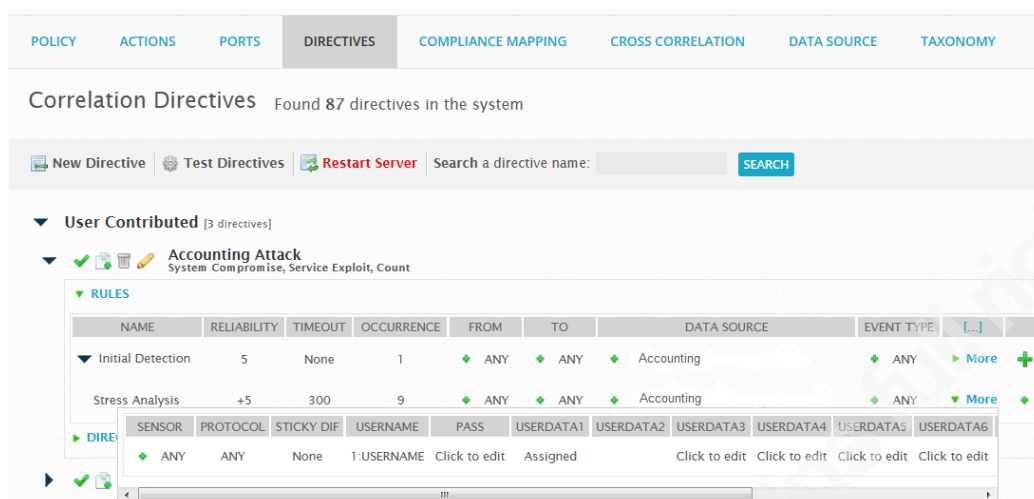 POLICY ACTIONS PORTS DIRECTIVES COMPLIANCE MAPPING CROSS CORRELATION DATA SOURCE TAXONOMY
Correlation Directives Found 87 directives in the system
New Directive Test Directives Restart Server Search a directive name: SEARCH
User Contributed [3 directives]
Accounting Attack
System Compromise, Service Exploit, Count
RULES
NAME RELIABILITY TIMEOUT OCCURRENCE FROM TO DATA SOURCE EVENT TYPE [...]
Initial Detection 5 None 1 ANY ANY Accounting ANY More
Stress Analysis +5 300 9 ANY ANY Accounting ANY More
SENSOR PROTOCOL STICKY DIF USERNAME PASS USERDATA1 USERDATA2 USERDATA3 USERDATA4 USERDATA5 USERDATA6
DIRE
ANY ANY None 1:USERNAME Click to edit Assigned Click to edit Click to edit Click to edit Click to edit